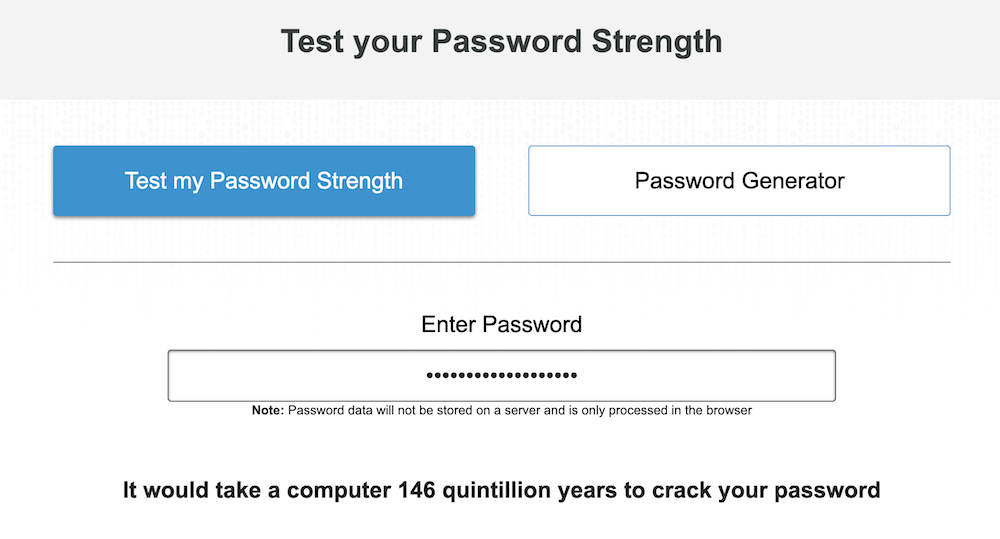 Test your Password Strength
Test my Password Strength
Password Generator
Enter Password
•••••••••••••••••••
Note: Password data will not be stored on a server and is only processed in the browser
It would take a computer 146 quintillion years to crack your password